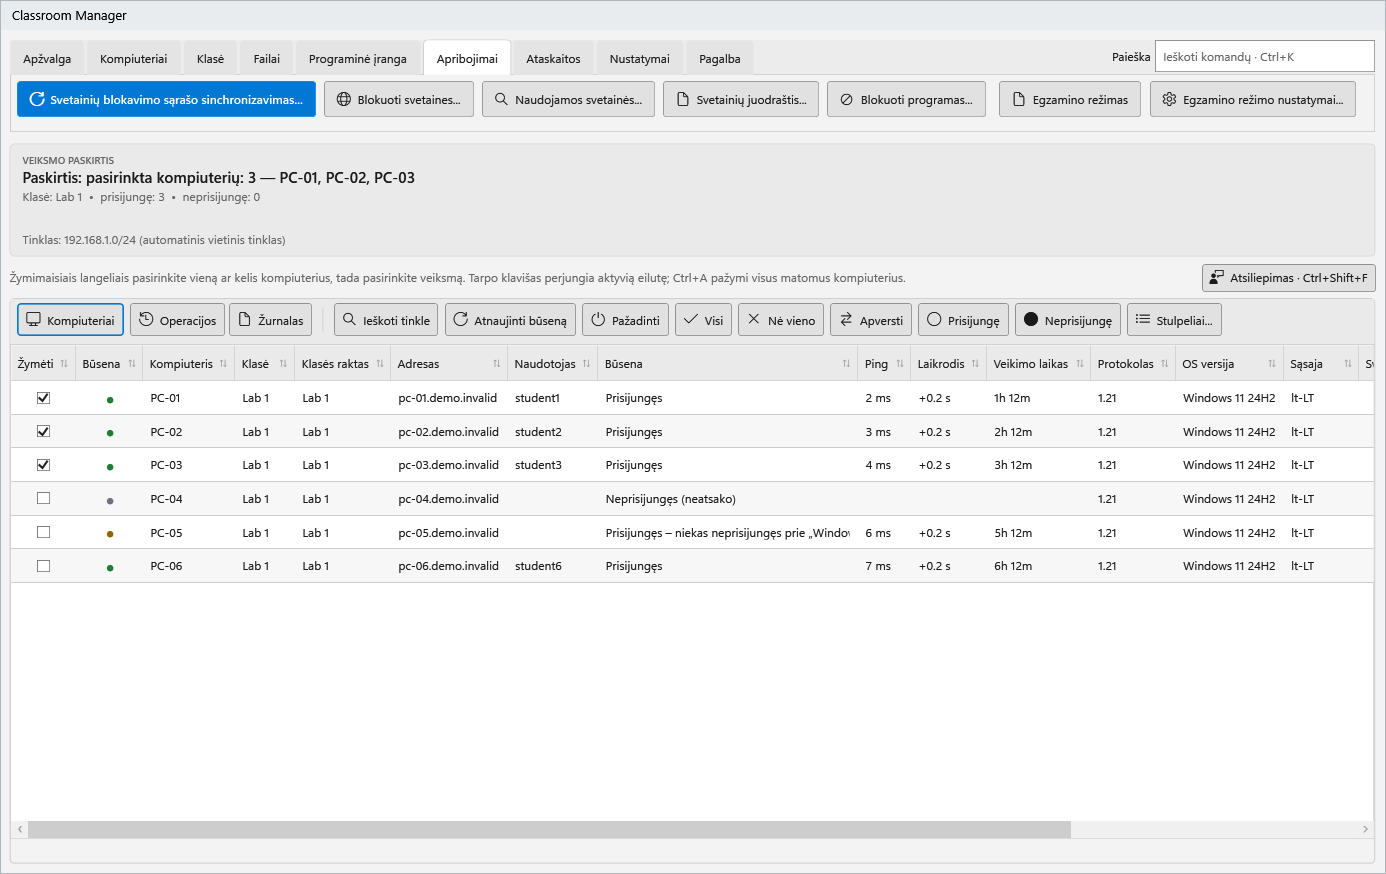 Classroom Manager
Apžvalga Kompiuteriai Klasė Failai Programinė įranga Apribojimai Ataskaitos Nustatymai Pagalba Paieška Ieškoti komandų · Ctrl+K
Svetainių blokavimo sąrašo sinchronizavimas... Blokuoti svetaines... Naudojamos svetainės... Svetainių juodraštis... Blokuoti programas... Egzamino režimas Egzamino režimo nustatymai...
VEIKSMO PASKIRTIS
Paskirtis: pasirinkta kompiuterių: 3 — PC-01, PC-02, PC-03
Klasė: Lab 1 • prisijungę: 3 • neprisijungę: 0
Tinklas: 192.168.1.0/24 (automatinis vietinis tinklas)
Žymimaisiais langeliais pasirinkite vieną ar kelis kompiuterius, tada pasirinkite veiksmą. Tarpo klavišas perjungia aktyvią eilutę; Ctrl+A pažymi visus matomus kompiuterius. Atsiliepimas · Ctrl+Shift+F
Kompiuteriai Operacijos Žurnalas Ieškoti tinkle Atnaujinti būseną Pažadinti Visi Nė vieno Apversti Prisijungę Neprisijungę Stulpeliai...
Žymėti Būsena Kompiuteris Klasė Klasės raktas Adresas Naudotojas Būsena Ping Laikrodis Veikimo laikas Protokolas OS versija Sąsaja
PC-01 Lab 1 Lab 1 pc-01.demo.invalid student1 Prisijungęs 2 ms +0.2 s 1h 12m 1.21 Windows 11 24H2 lt-LT
PC-02 Lab 1 Lab 1 pc-02.demo.invalid student2 Prisijungęs 3 ms +0.2 s 2h 12m 1.21 Windows 11 24H2 lt-LT
PC-03 Lab 1 Lab 1 pc-03.demo.invalid student3 Prisijungęs 4 ms +0.2 s 3h 12m 1.21 Windows 11 24H2 lt-LT
PC-04 Lab 1 Lab 1 pc-04.demo.invalid Neprisijungęs (neatsako) 1.21 Windows 11 24H2 lt-LT
PC-05 Lab 1 Lab 1 pc-05.demo.invalid Prisijungęs – niekas neprisijungęs prie „Windo 6 ms +0.2 s 5h 12m 1.21 Windows 11 24H2 lt-LT
PC-06 Lab 1 Lab 1 pc-06.demo.invalid student6 Prisijungęs 7 ms +0.2 s 6h 12m 1.21 Windows 11 24H2 lt-LT